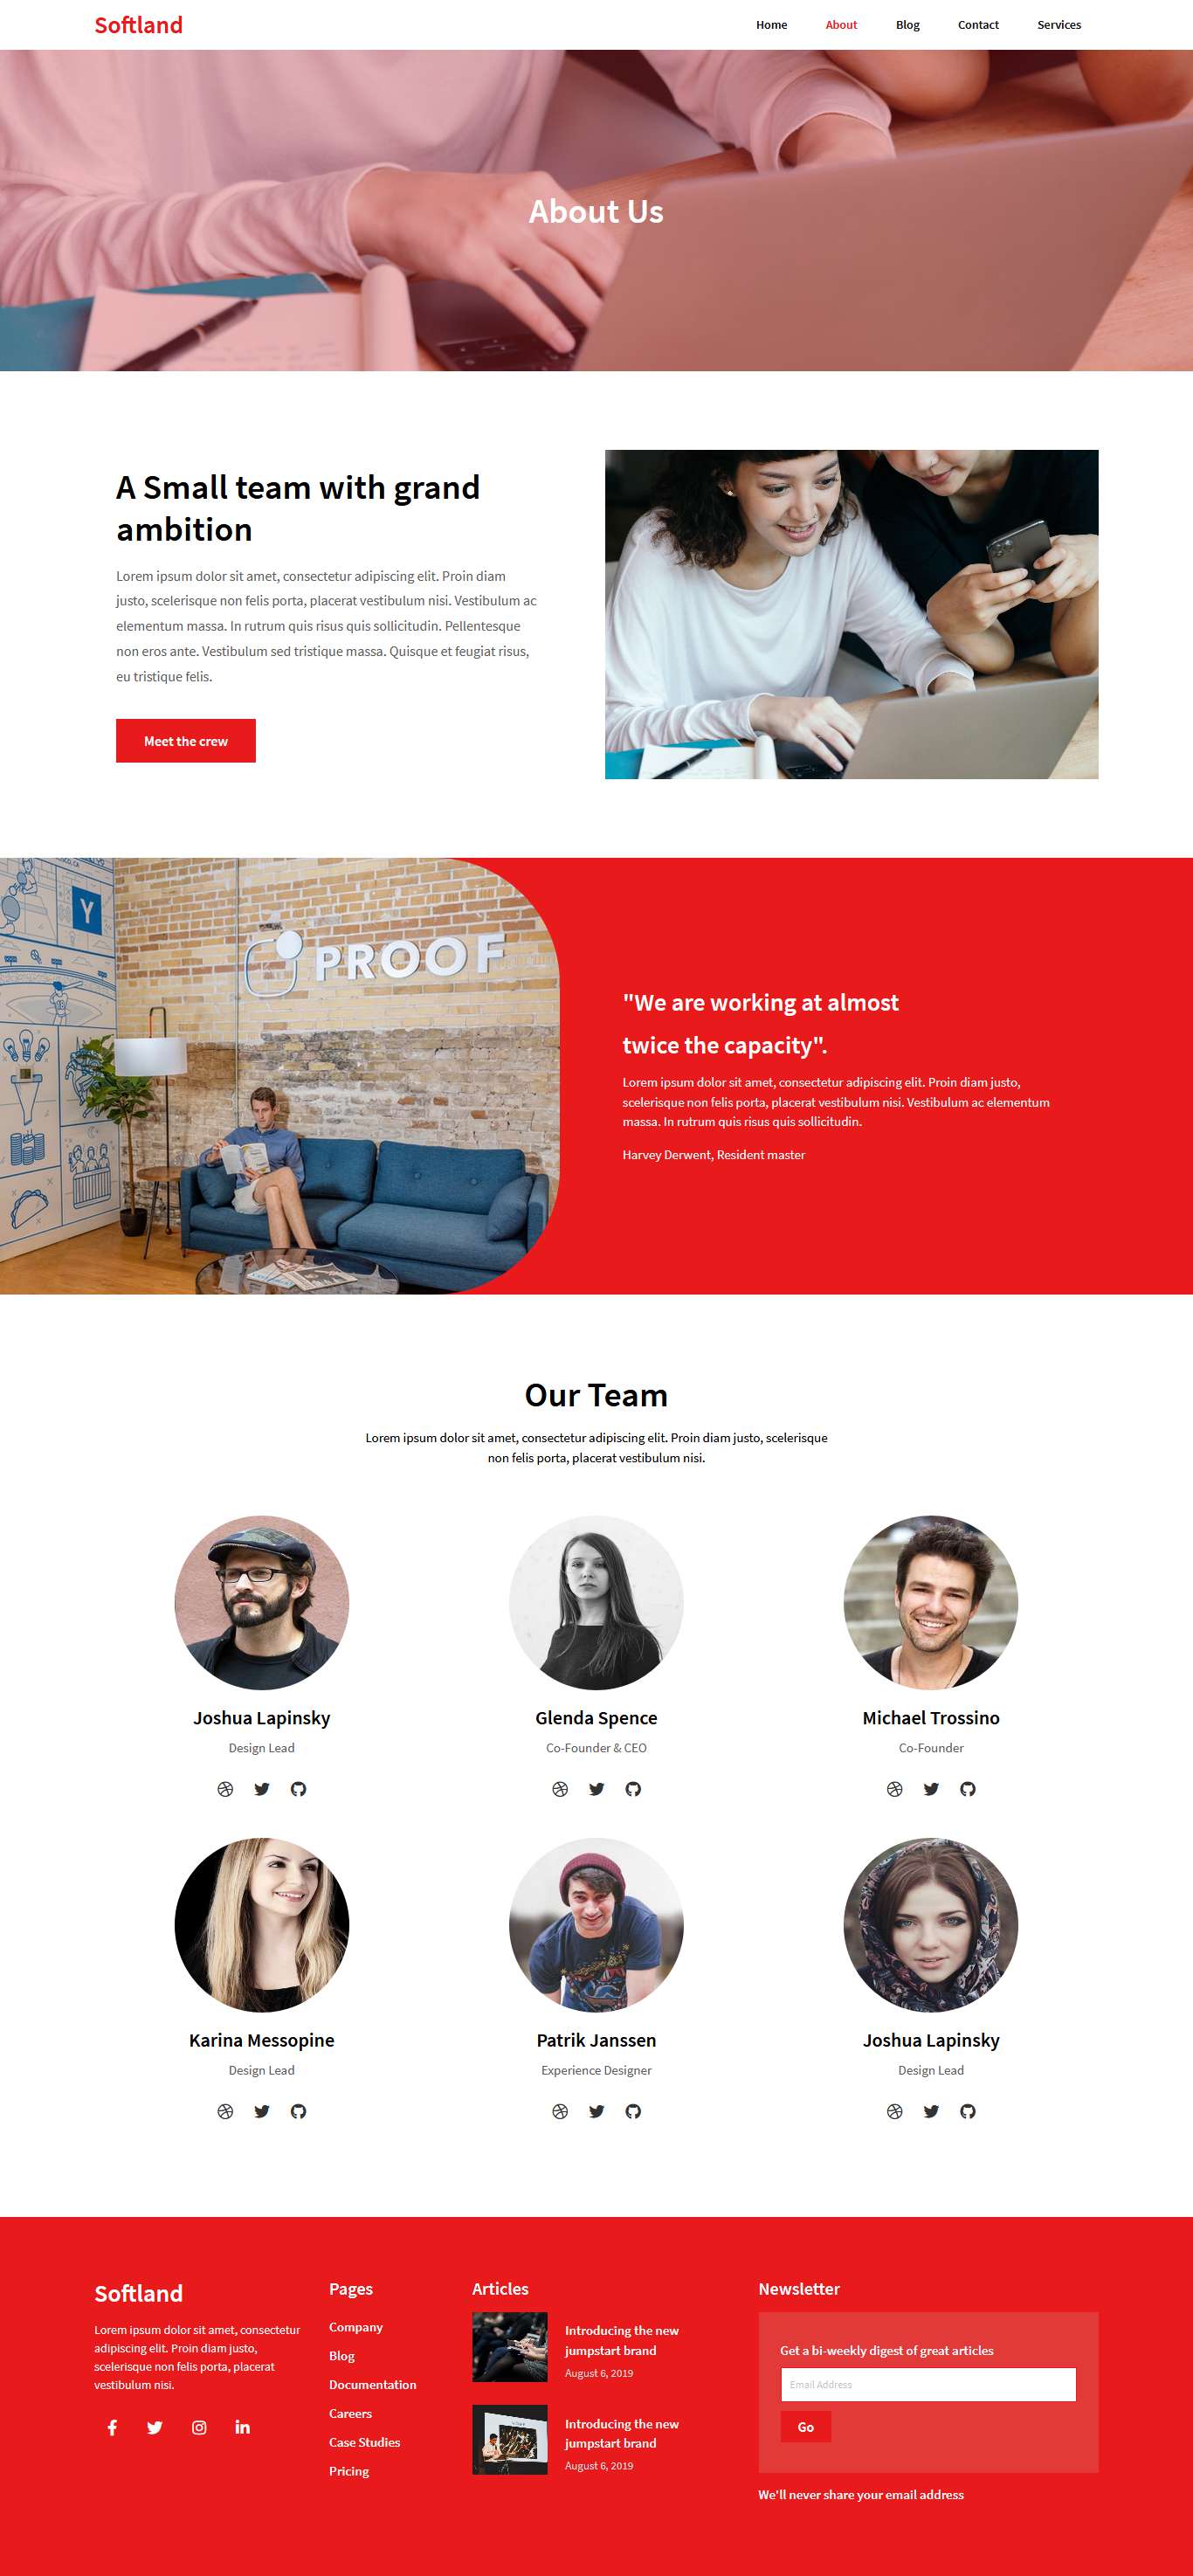 Softland
Home About Blog Contact Services
About Us
A Small team with grand
ambition
Lorem ipsum dolor sit amet, consectetur adipiscing elit. Proin diam
justo, scelerisque non felis porta, placerat vestibulum nisi. Vestibulum ac
elementum massa. In rutrum quis risus quis sollicitudin. Pellentesque
non eros ante. Vestibulum sed tristique massa. Quisque et feugiat risus,
eu tristique felis.
Meet the crew
Y
PROOF
"We are working at almost
twice the capacity".
Lorem ipsum dolor sit amet, consectetur adipiscing elit. Proin diam justo,
scelerisque non felis porta, placerat vestibulum nisi. Vestibulum ac elementum
massa. In rutrum quis risus quis sollicitudin.
Harvey Derwent, Resident master
Our Team
Lorem ipsum dolor sit amet, consectetur adipiscing elit. Proin diam justo, scelerisque
non felis porta, placerat vestibulum nisi.
Joshua Lapinsky
Design Lead
Glenda Spence
Co-Founder & CEO
Michael Trossino
Co-Founder
Karina Messopine
Design Lead
Patrik Janssen
Experience Designer
Joshua Lapinsky
Design Lead
Softland
Lorem ipsum dolor sit amet, consectetur
adipiscing elit. Proin diam justo,
scelerisque non felis porta, placerat
vestibulum nisi.
Pages
Company
Blog
Documentation
Careers
Case Studies
Pricing
Articles
Introducing the new
jumpstart brand
August 6, 2019
Introducing the new
jumpstart brand
August 6, 2019
Newsletter
Get a bi-weekly digest of great articles
Email Address
Go
We'll never share your email address